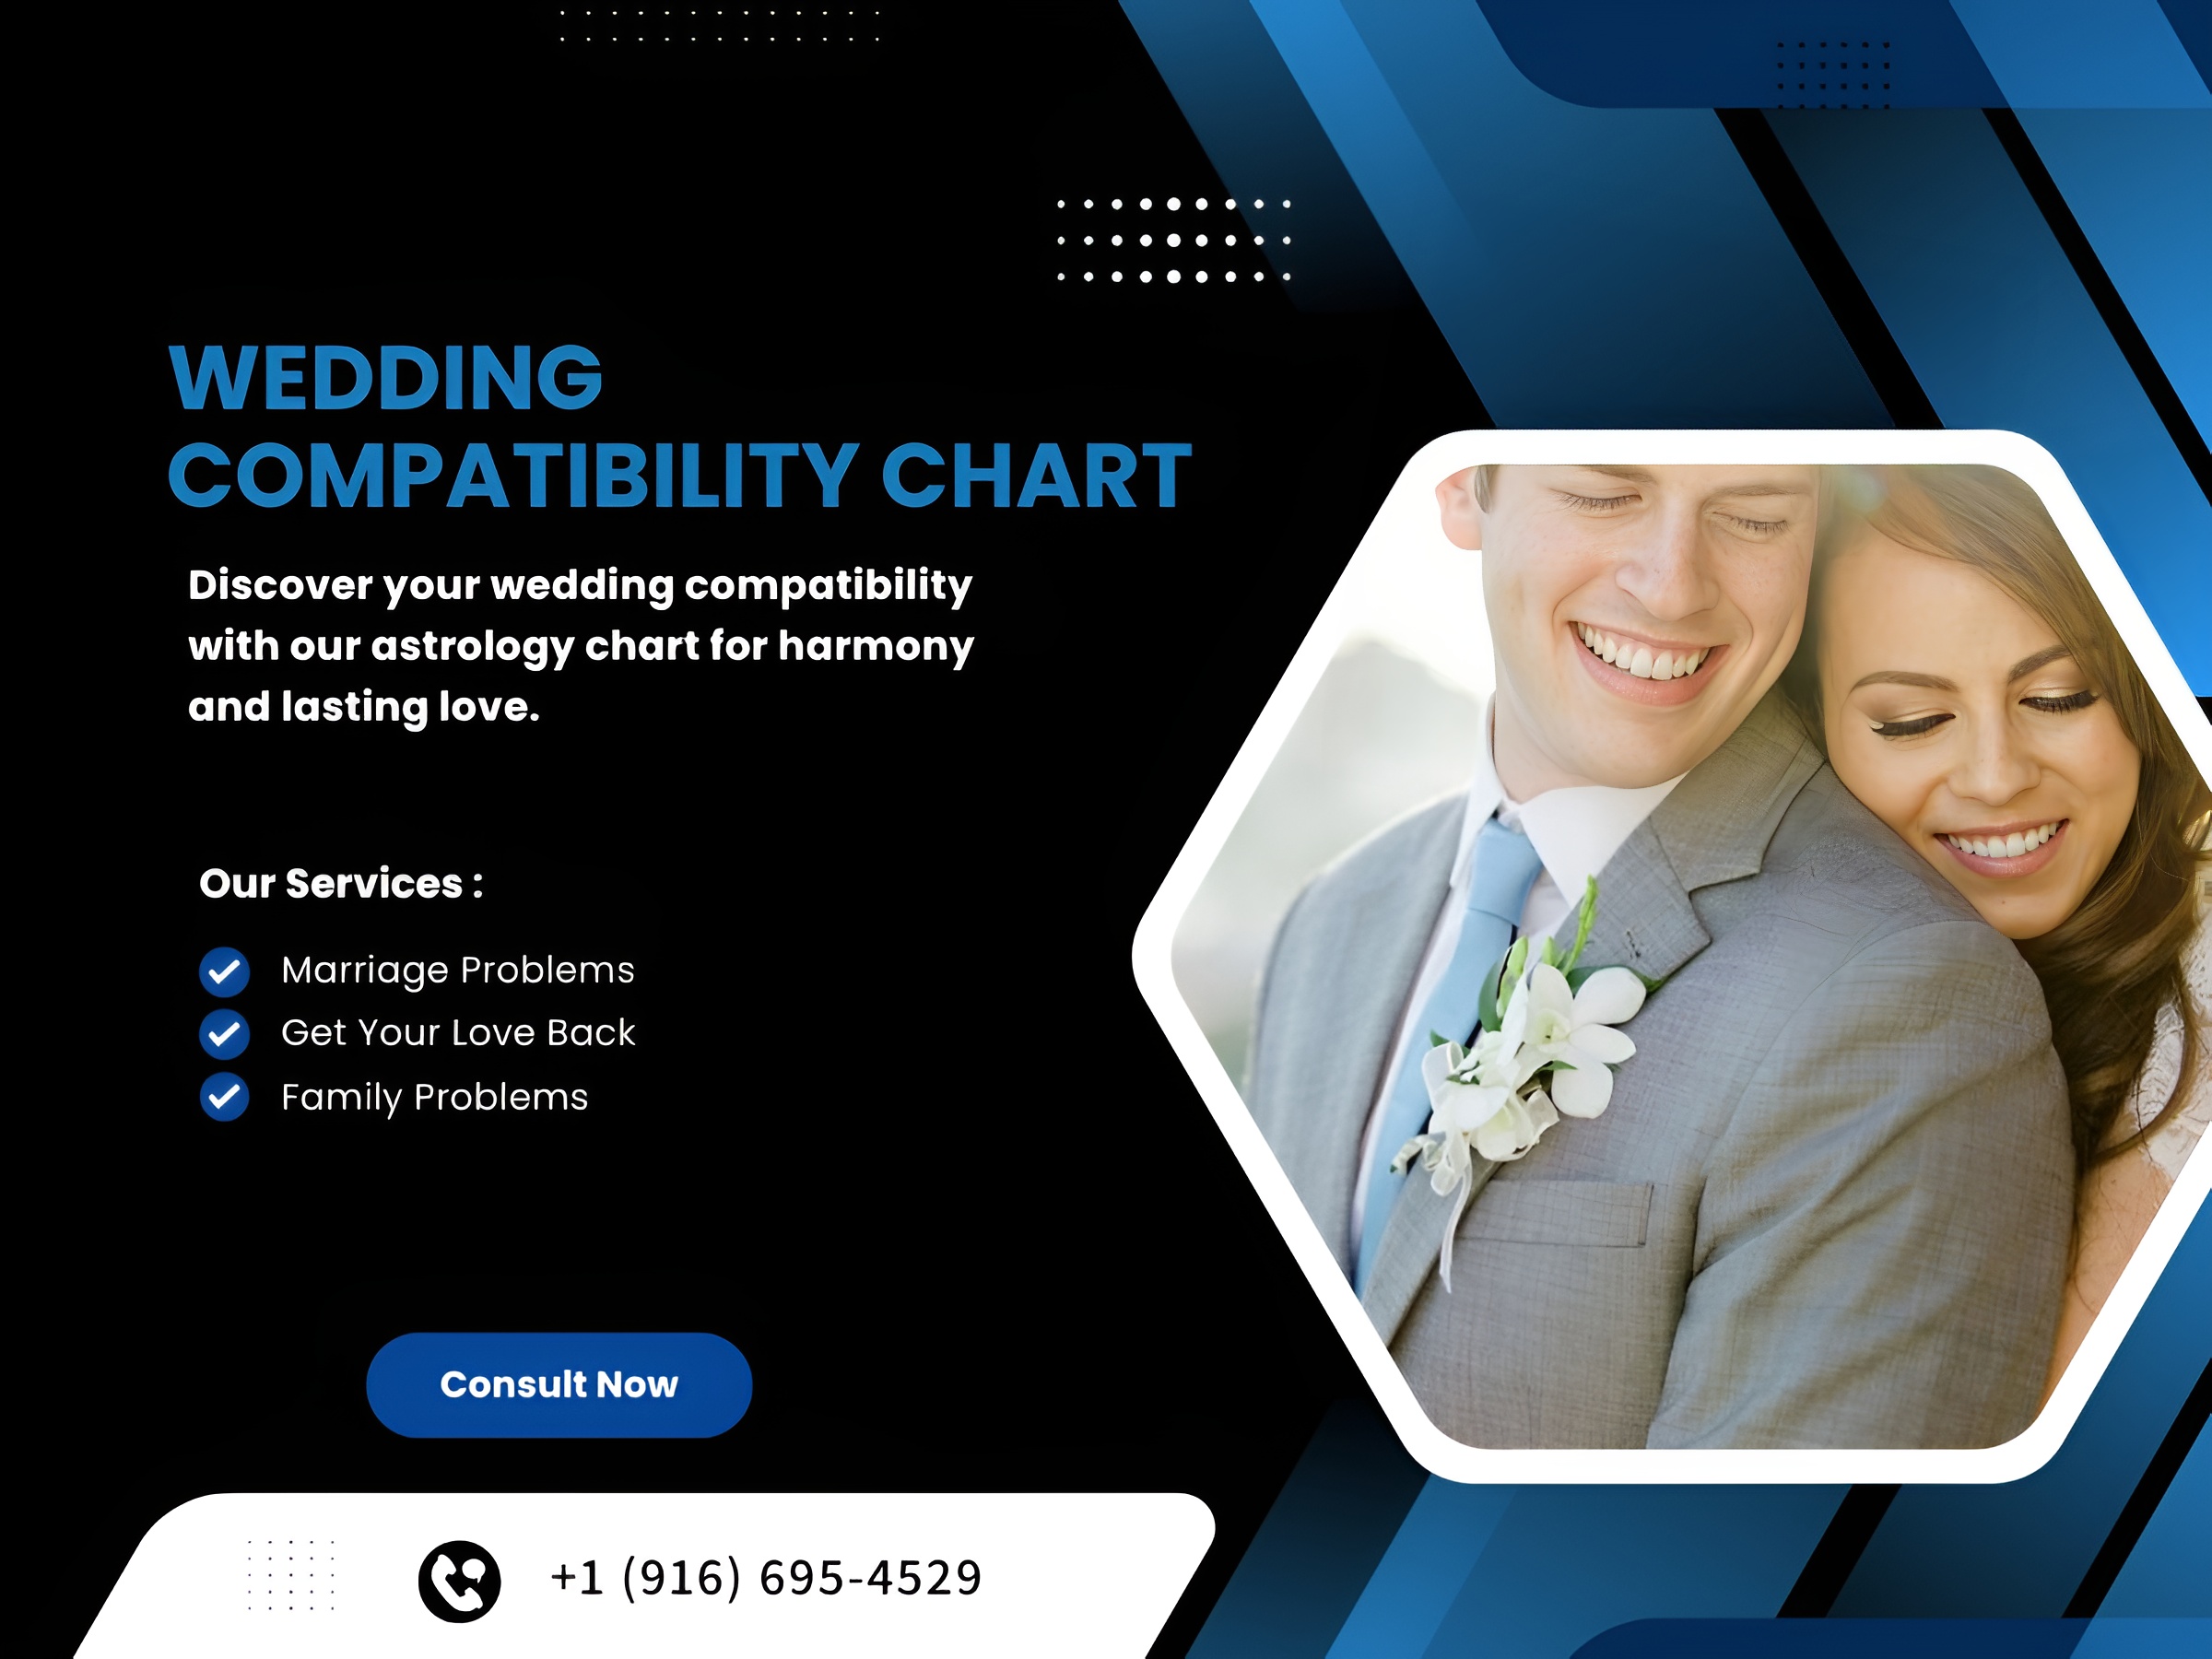 WEDDING
COMPATIBILITY CHART
Discover your wedding compatibility
with our astrology chart for harmony
and lasting love.
Our Services :
Marriage Problems
Get Your Love Back
Family Problems
Consult Now
+1 (916) 695-4529